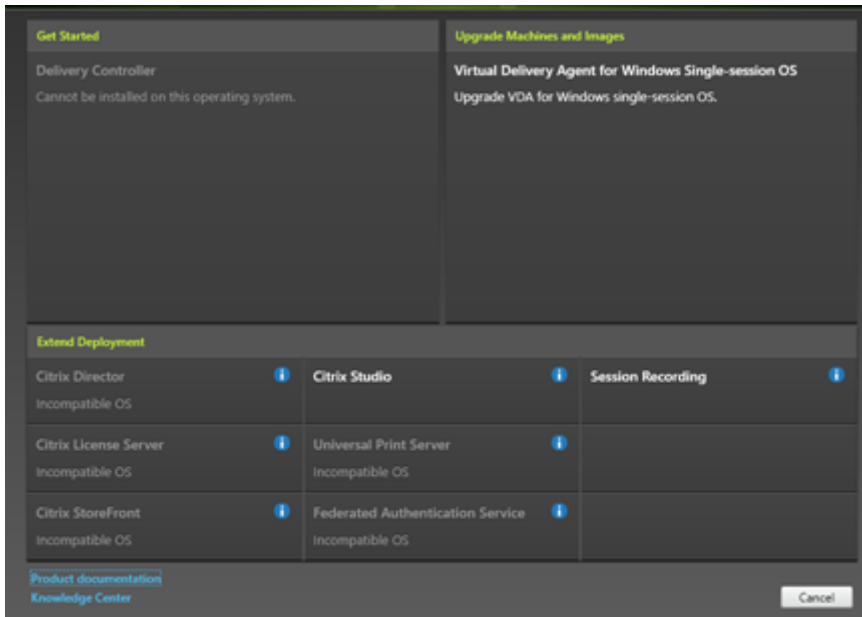 Get Started
Delivery Controller
Cannot be installed on this operating system.
Upgrade Machines and Images
Virtual Delivery Agent for Windows Single-session OS
Upgrade VDA for Windows single-session OS.
Extend Deployment
Citrix Director
Incompatible OS
Citrix Studio
Session Recording
Citrix License Server
Incompatible OS
Universal Print Server
Incompatible OS
Citrix StoreFront
Incompatible OS
Federated Authentication Service
Incompatible OS
Product documentation
Knowledge Center
Cancel